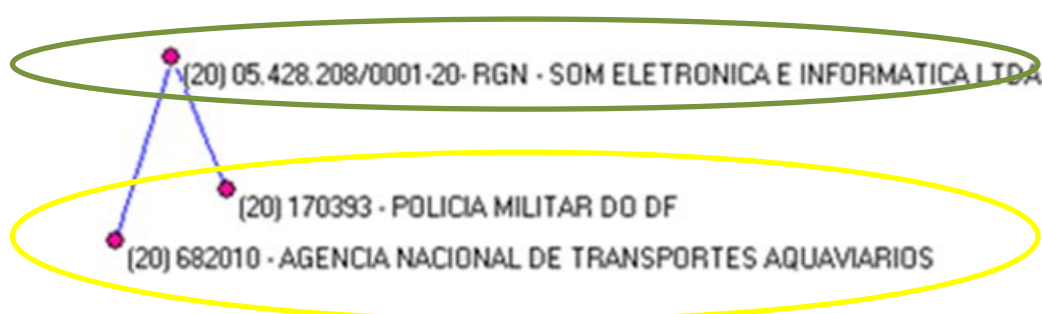 (20) 05.428.208/0001-20- RGN - SOM ELETRONICA E INFORMATICA LTDA
(20) 170393 - POLICIA MILITAR DO DF
(20) 682010 - AGENCIA NACIONAL DE TRANSPORTES AQUAVIARIOS